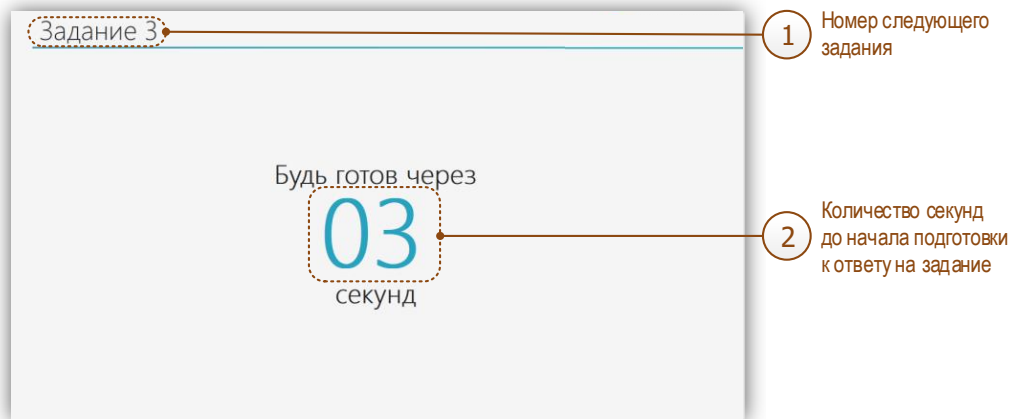 Задание 3
1
Номер следующего
задания
Будь готов через
03
секунд
2
Количество секунд
до начала подготовки
к ответу на задание